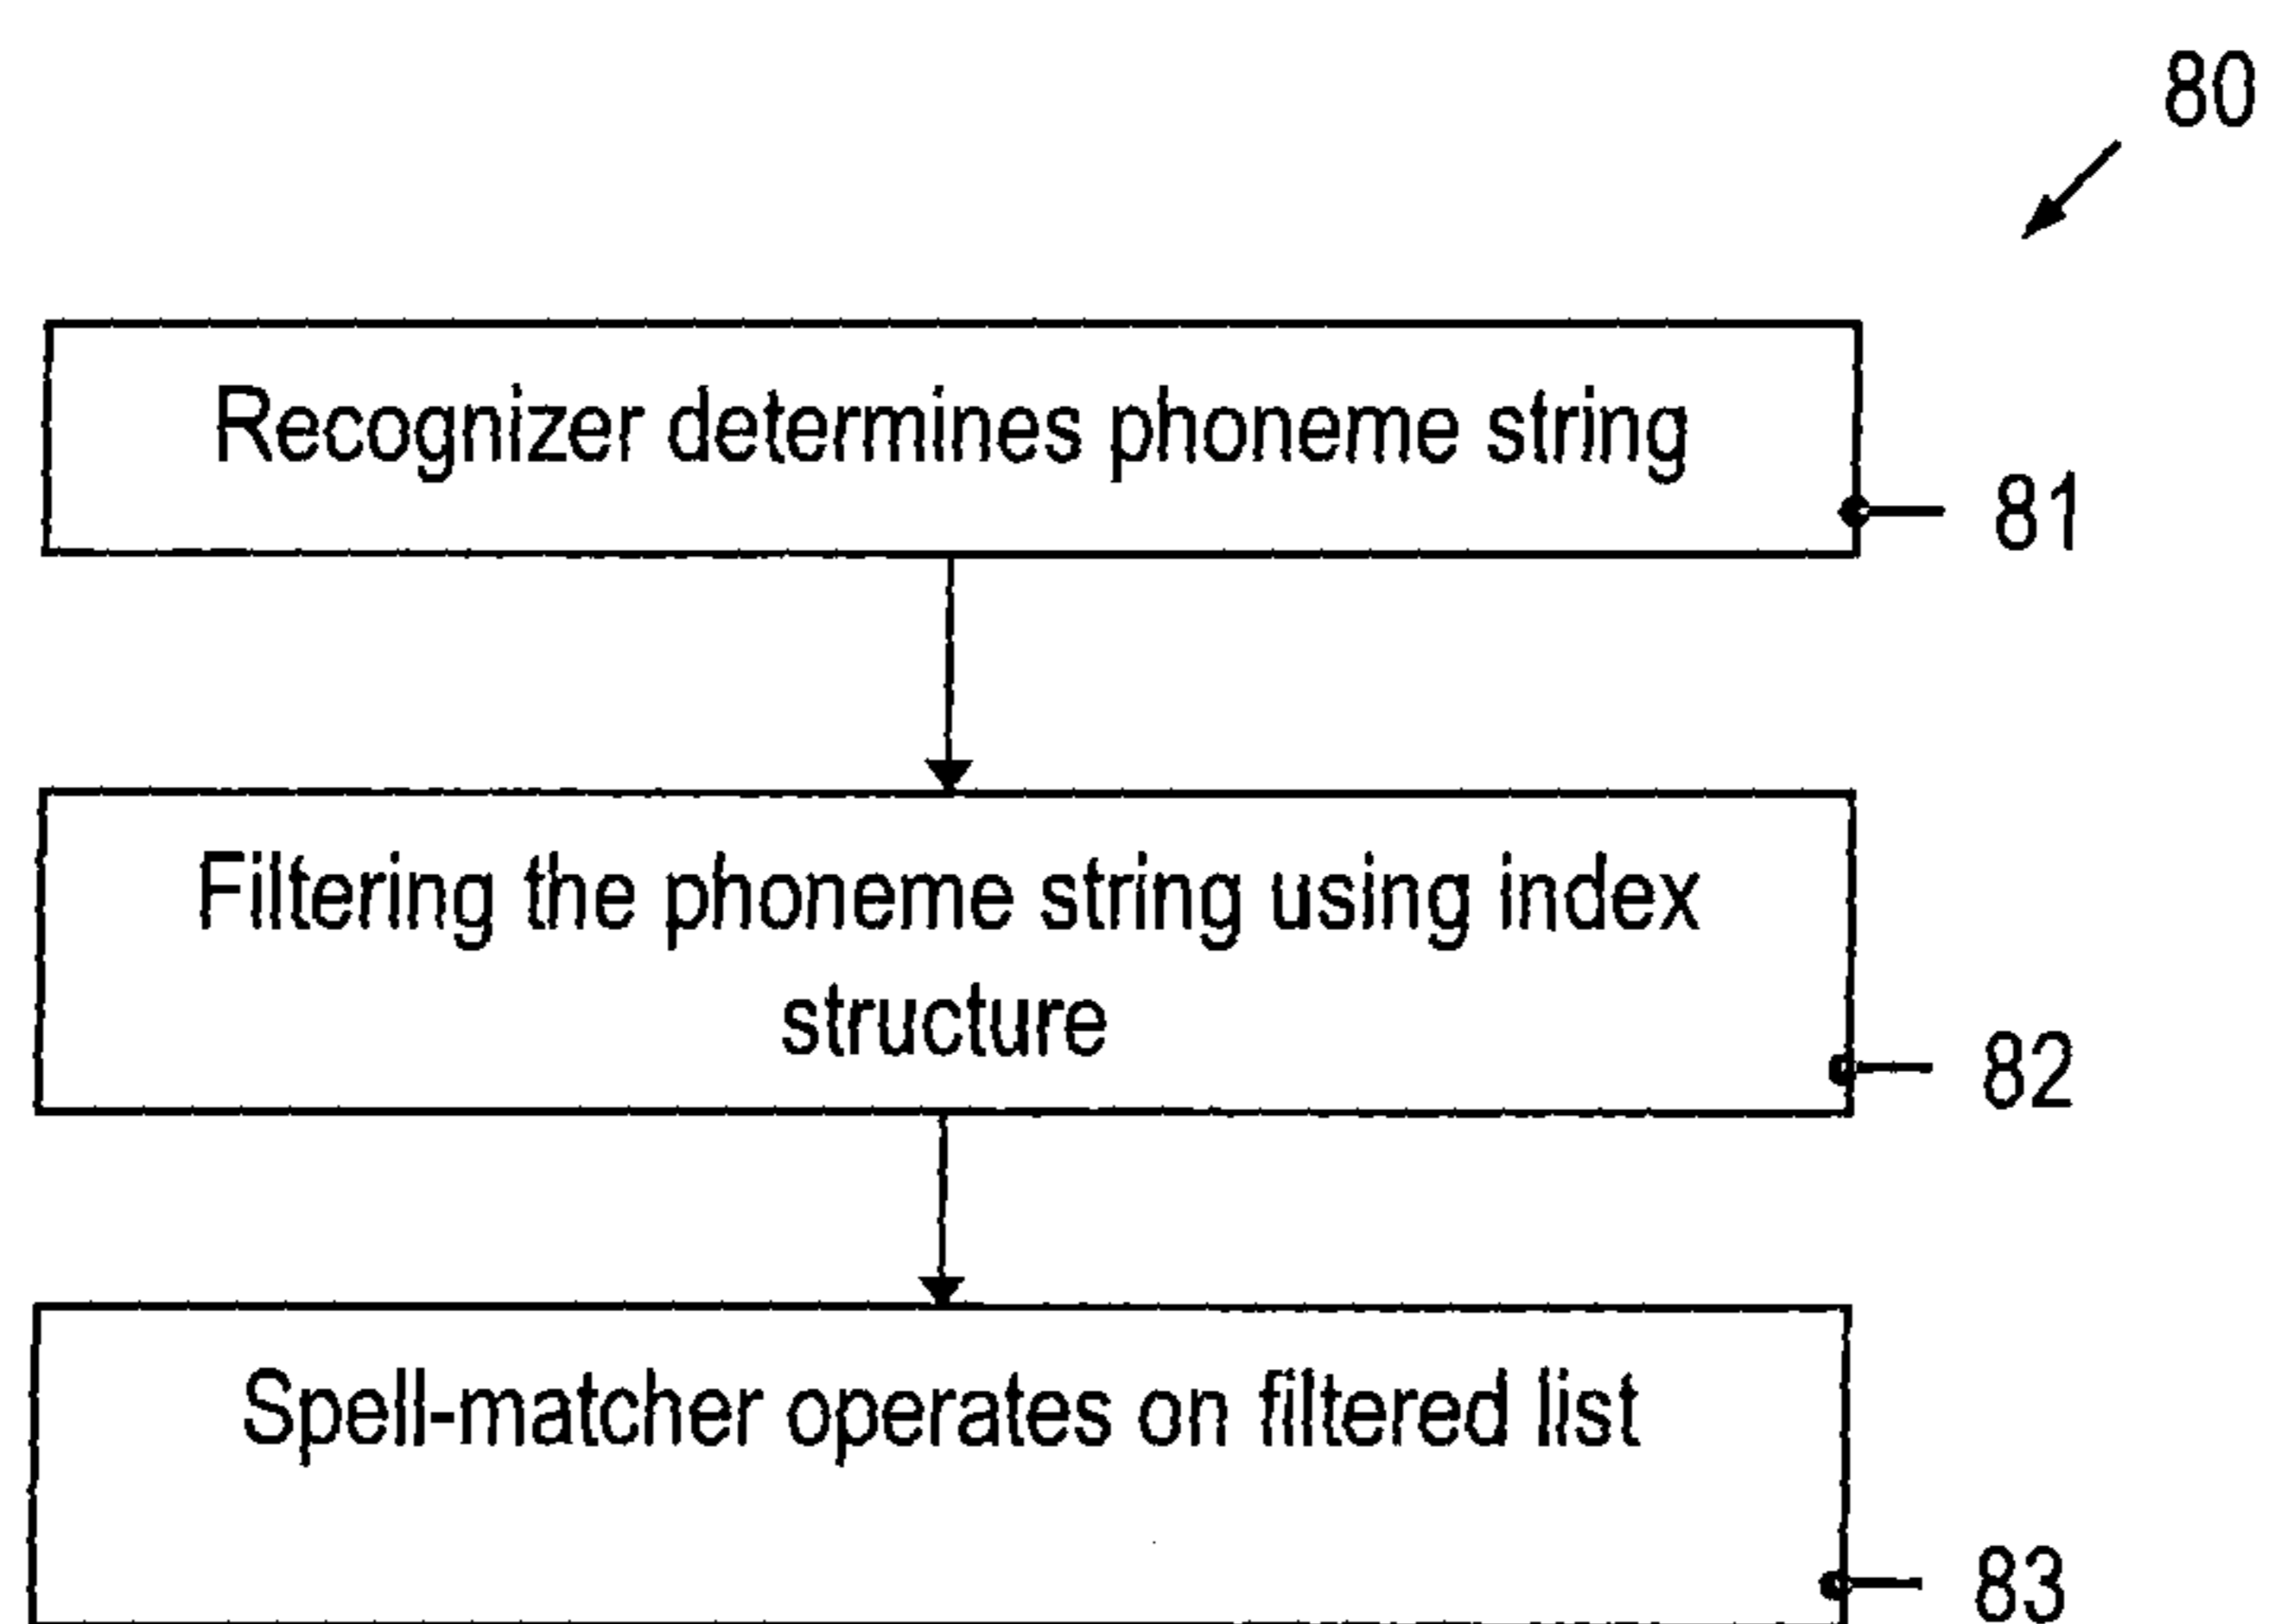 80
Recognizer determines phoneme string
81
Filtering the phoneme string using index
structure
82
Spell-matcher operates on filtered list
83